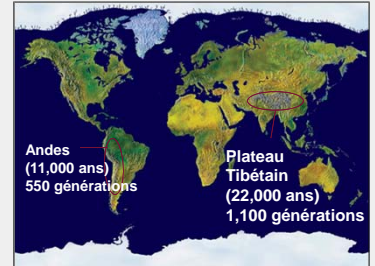 Andes
(11,000 ans)
550 générations
Plateau
Tibétain
(22,000 ans)
1,100 générations